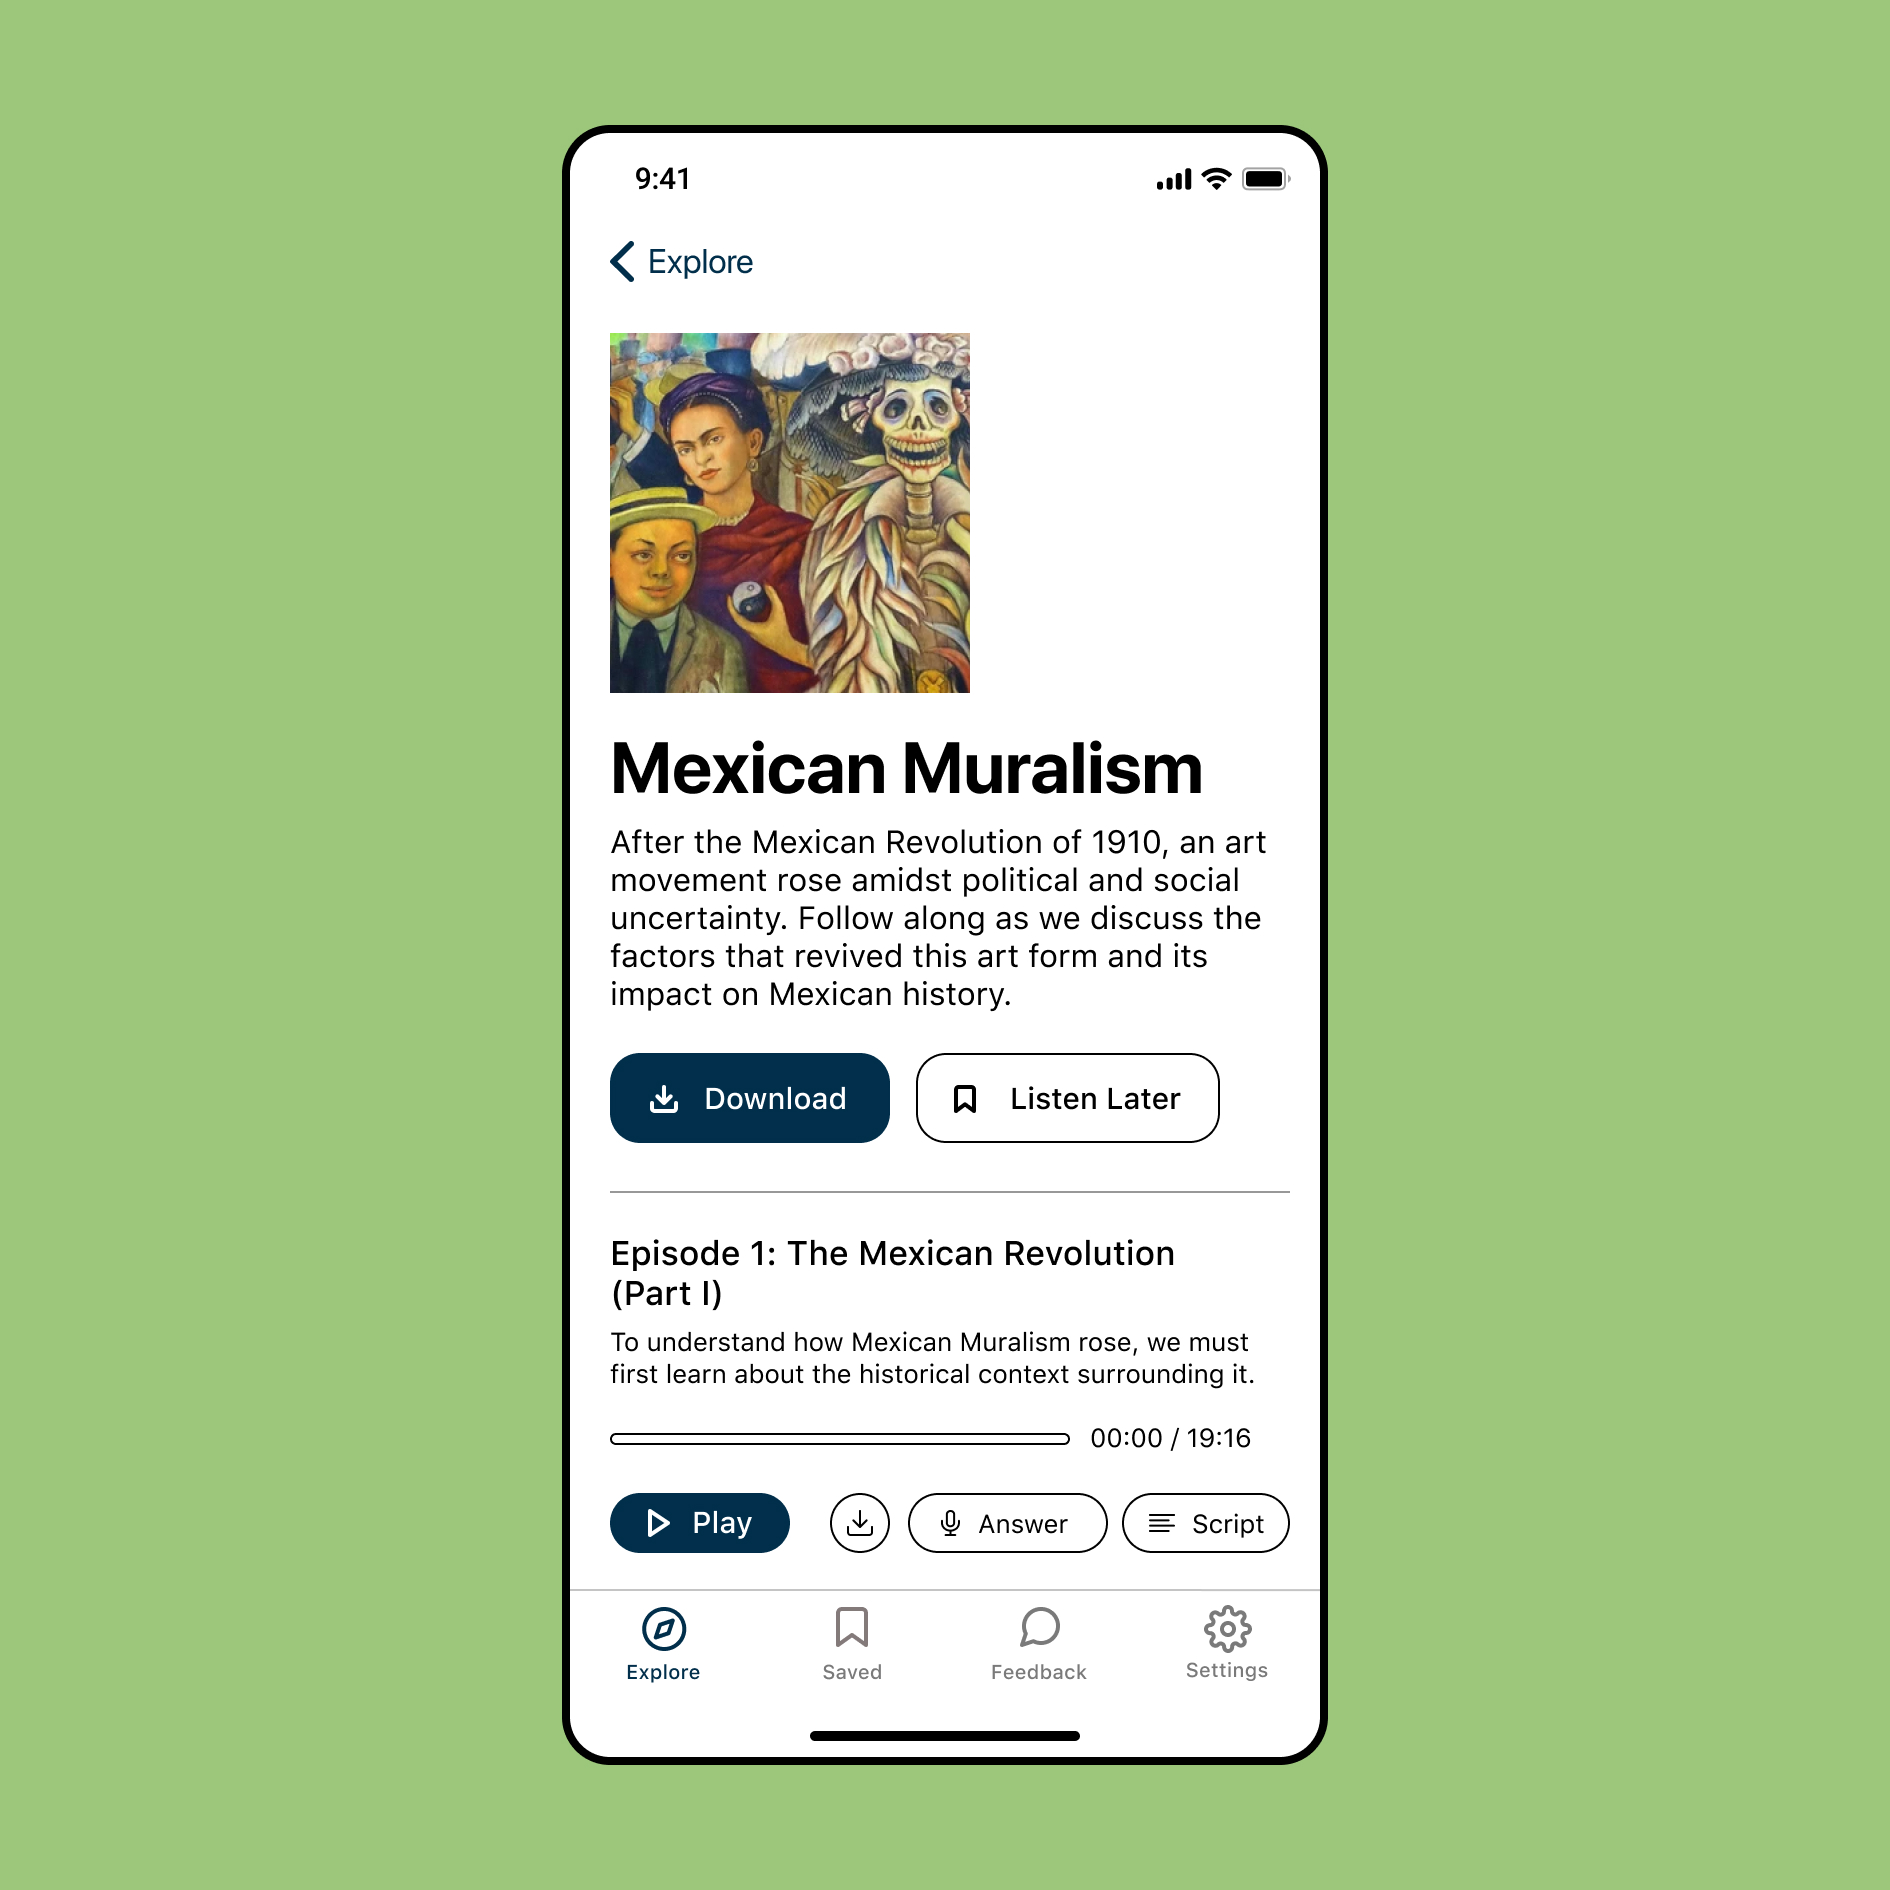 9:41
Explore
Mexican Muralism
After the Mexican Revolution of 1910, an art
movement rose amidst political and social
uncertainty. Follow along as we discuss the
factors that revived this art form and its
impact on Mexican history.
Download
Listen Later
Episode 1: The Mexican Revolution
(Part I)
To understand how Mexican Muralism rose, we must
first learn about the historical context surrounding it.
00:00 / 19:16
Play
Answer
Script
Explore
Saved
Feedback
Settings